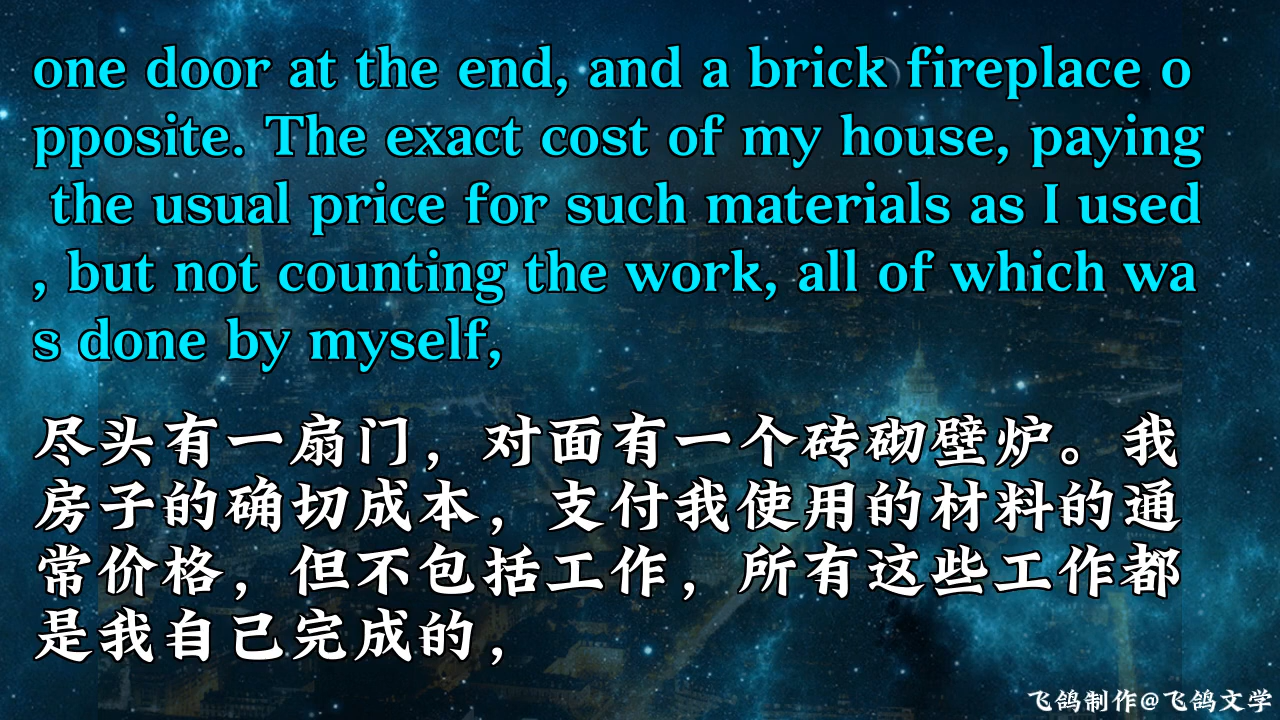 one door at the end, and a brick fireplace o
pposite. The exact cost of my house, paying
 the usual price for such materials as I used
, but not counting the work, all of which wa
s done by myself,
尽头有一扇门，对面有一个砖砌壁炉。我
房子的确切成本，支付我使用的材料的通
常价格，但不包括工作，所有这些工作都
是我自己完成的，
飞鸽制作@飞鸽文学